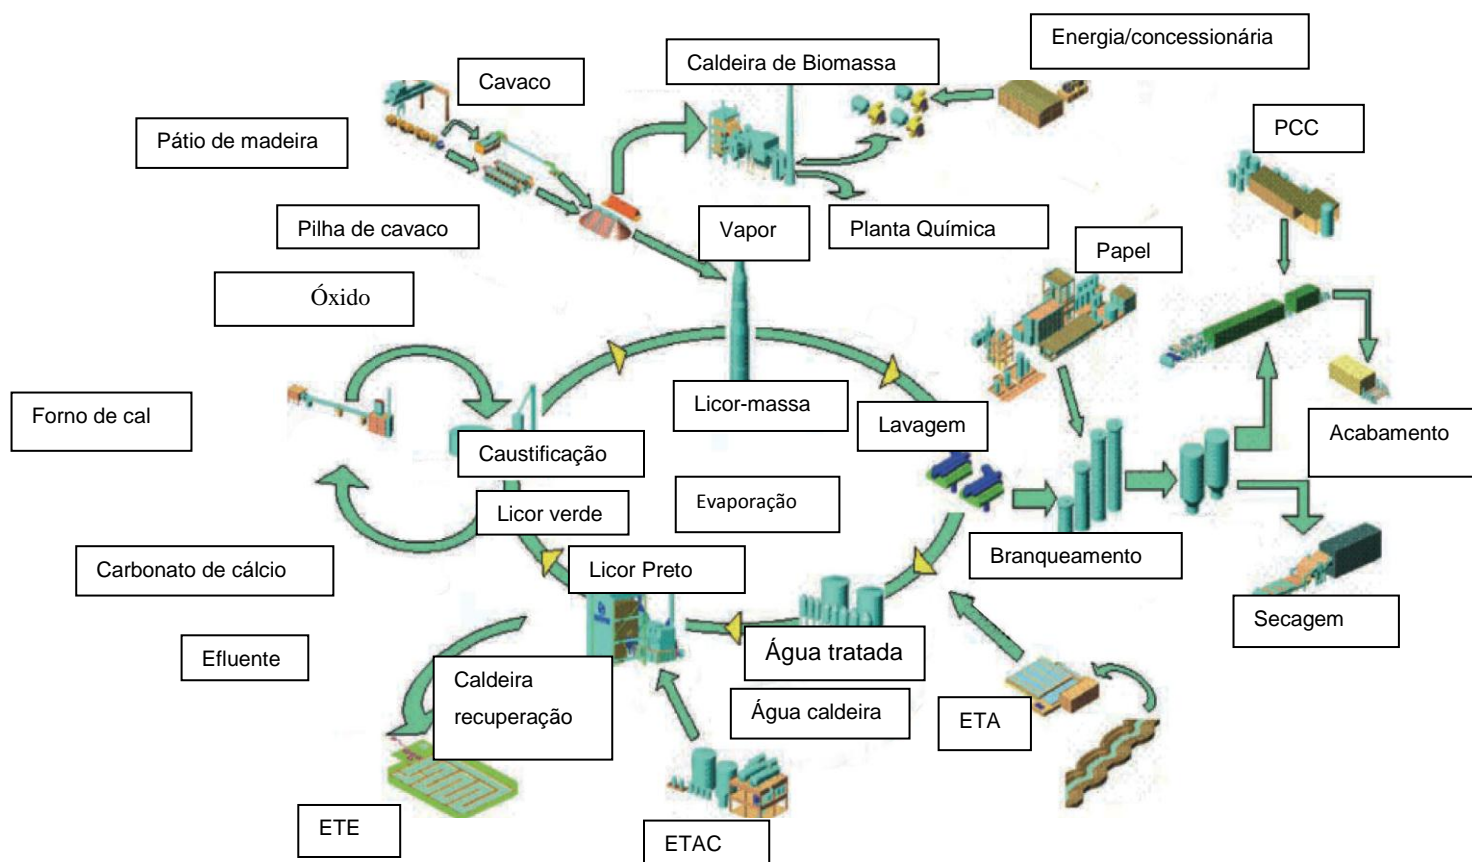 Energia/concessionária
Caldeira de Biomassa
Cavaco
PCC
Pátio de madeira
Pilha de cavaco
Vapor
Planta Química
Papel
Óxido
Forno de cal
Licor-massa
Lavagem
Acabamento
Caustificação
Evaporação
Licor verde
Branqueamento
Carbonato de cálcio
Licor Preto
Secagem
Efluente
Água tratada
Caldeira
recuperação
Água caldeira
ETA
ETE
ETAC